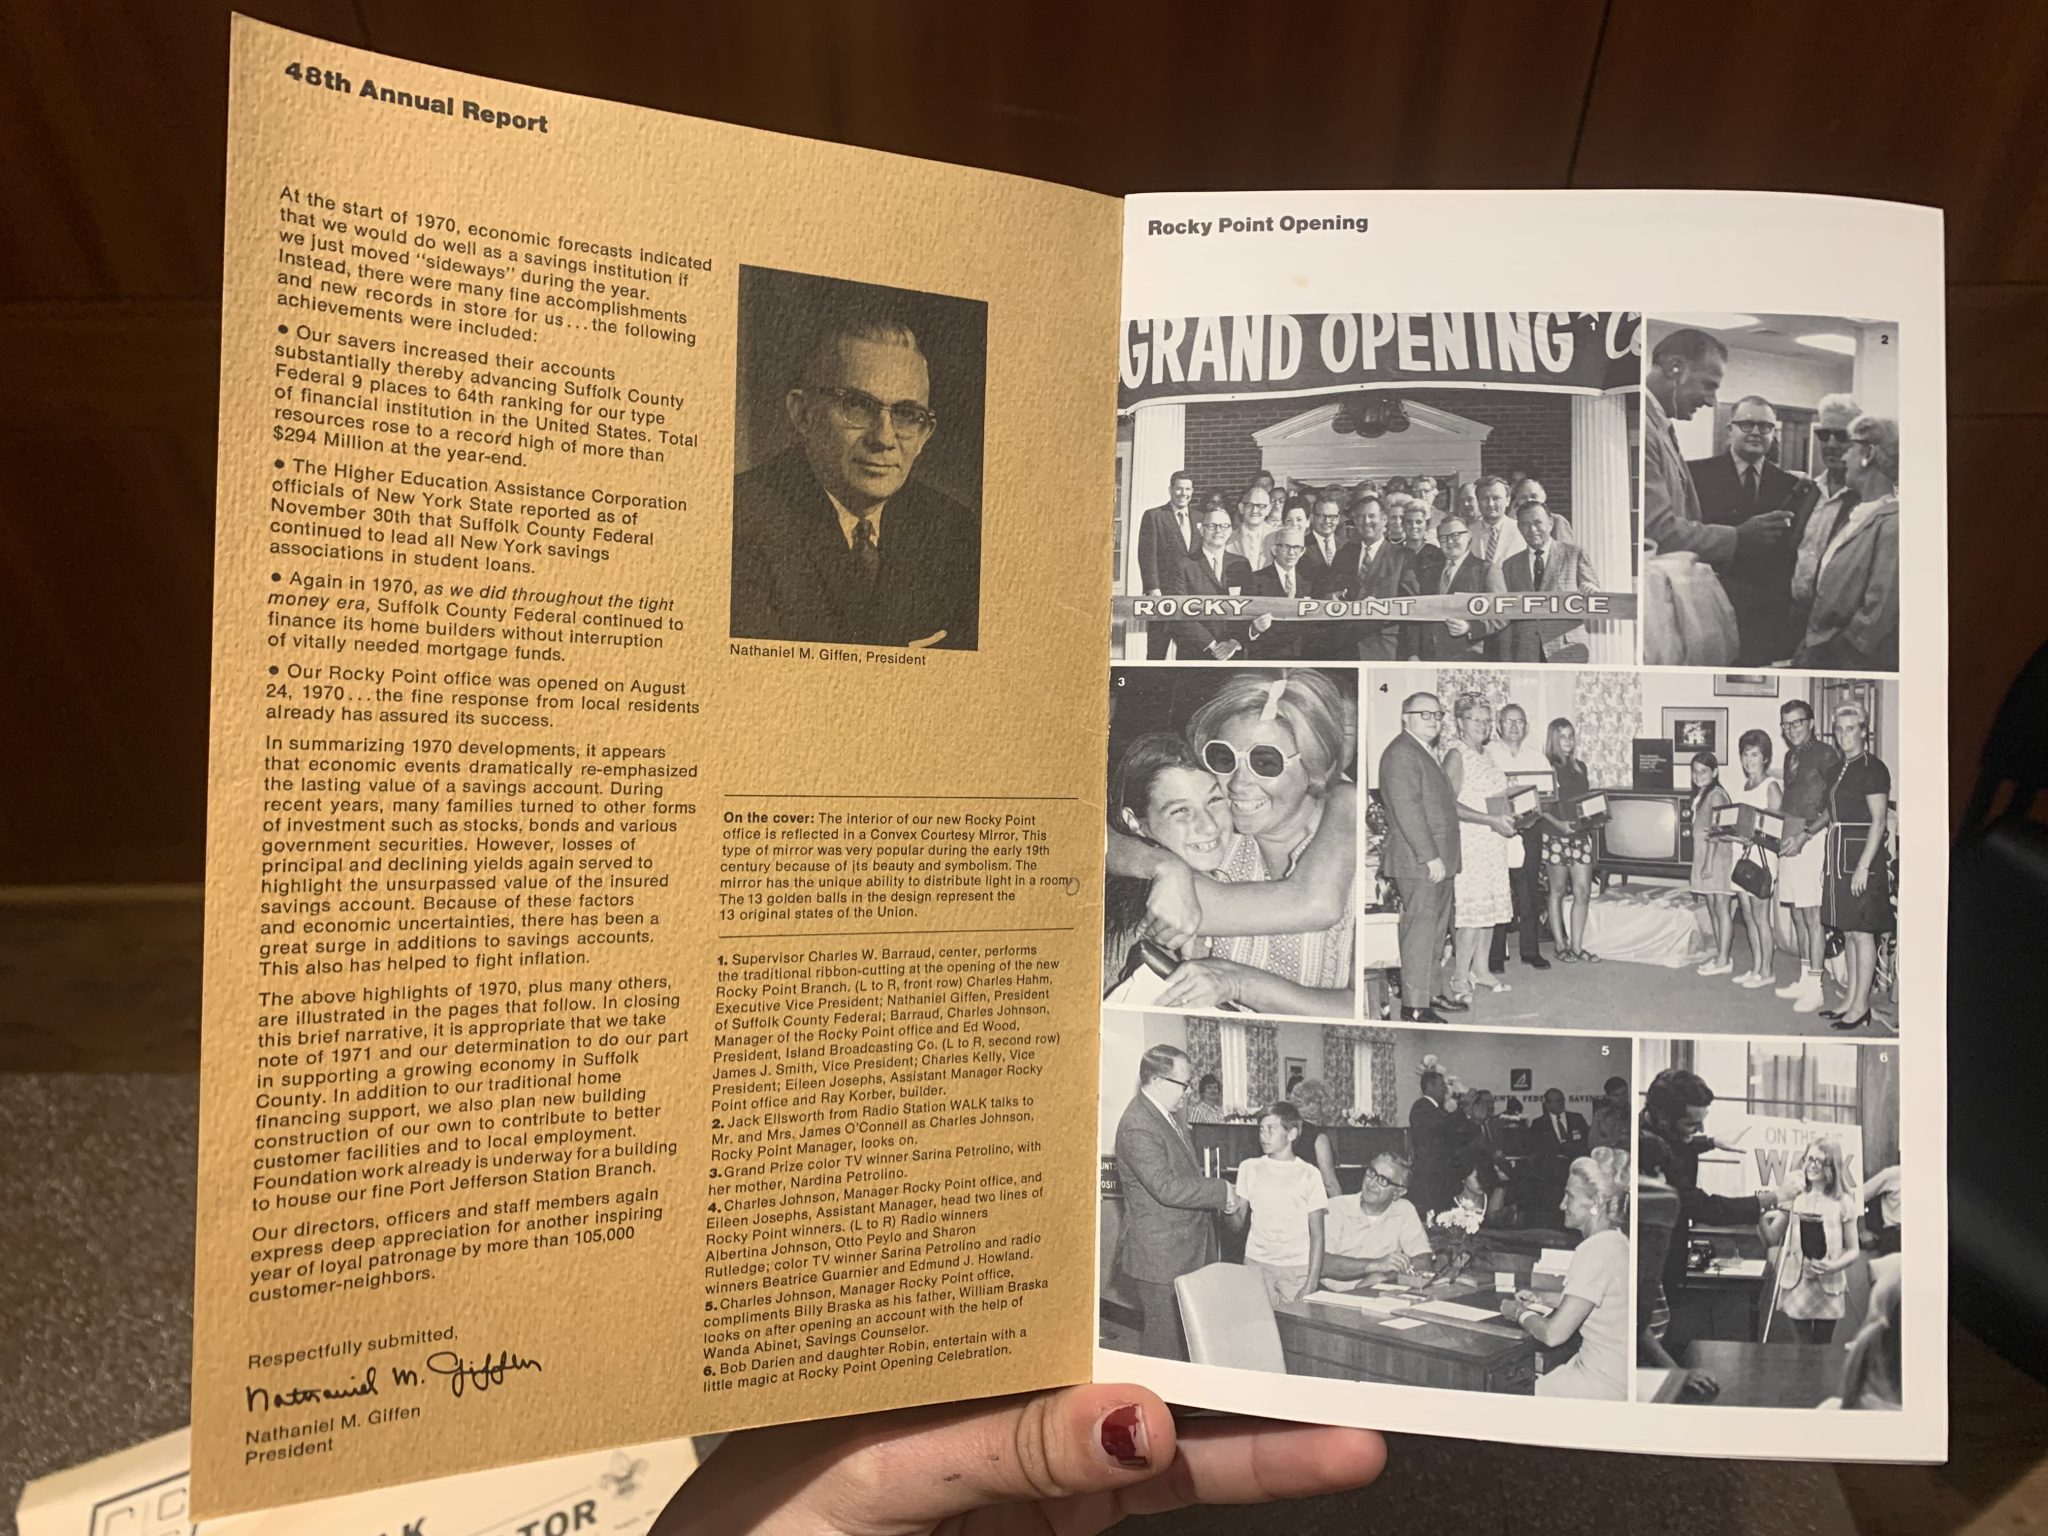 48th Annual Report
At the start of 1970, economic forecasts indicated
that we would do well as a savings institution if
we just moved "sideways" during the year.
Instead, there were many fine accomplishments
and new records in store for us...the following
achievements were included:
• Our savers increased their accounts
substantially thereby advancing Suffolk County
Federal 9 places to 64th ranking for our type
of financial institution in the United States. Total
resources rose to a record high of more than
$294 Million at the year-end.
• The Higher Education Assistance Corporation
officials of New York State reported as of
November 30th that Suffolk County Federal
continued to lead all New York savings
associations in student loans.
• Again in 1970, as we did throughout the tight
money era, Suffolk County Federal continued to
finance its home builders without interruption
of vitally needed mortgage funds.
• Our Rocky Point office was opened on August
24, 1970...the fine response from local residents
already has assured its success.
In summarizing 1970 developments, it appears
that economic events dramatically re-emphasized
the lasting value of a savings account. During
recent years, many families turned to other forms
of investment such as stocks, bonds and various
government securities. However, losses of
principal and declining yields again served to
highlight the unsurpassed value of the insured
savings account. Because of these factors
and economic uncertainties, there has been a
great surge in additions to savings accounts.
This also has helped to fight inflation.
The above highlights of 1970, plus many others,
are illustrated in the pages that follow. In closing
this brief narrative, it is appropriate that we take
note of 1971 and our determination to do our part
in supporting a growing economy in Suffolk
County. In addition to our traditional home
financing support, we also plan new building
construction of our own to contribute to better
customer facilities and to local employment.
Foundation work already is underway for a building
to house our fine Port Jefferson Station Branch.
Our directors, officers and staff members again
express deep appreciation for another inspiring
year of loyal patronage by more than 105,000
customer-neighbors.
Respectfully submitted,
Nathaniel M. Giffen
Nathaniel M. Giffen
President
Nathaniel M. Giffen, President
On the cover: The interior of our new Rocky Point
office is reflected in a Convex Courtesy Mirror. This
type of mirror was very popular during the early 19th
century because of its beauty and symbolism. The
mirror has the unique ability to distribute light in a room.
The 13 golden balls in the design represent the
13 original states of the Union.
1. Supervisor Charles W. Barraud, center, performs
the traditional ribbon-cutting at the opening of the new
Rocky Point Branch. (L to R, front row) Charles Hahm,
Executive Vice President; Nathaniel Giffen, President
of Suffolk County Federal; Barraud, Charles Johnson,
Manager of the Rocky Point office and Ed Wood,
President, Island Broadcasting Co. (L to R, second row)
James J. Smith, Vice President; Charles Kelly, Vice
President; Eileen Josephs, Assistant Manager Rocky
Point office and Ray Korber, builder.
2. Jack Ellsworth from Radio Station WALK talks to
Mr. and Mrs. James O'Connell as Charles Johnson,
Rocky Point Manager, looks on.
3. Grand Prize color TV winner Sarina Petrolino, with
her mother, Nardina Petrolino.
4. Charles Johnson, Manager Rocky Point office, and
Eileen Josephs, Assistant Manager, head two lines of
Rocky Point winners. (L to R) Radio winners
Albertina Johnson, Otto Peylo and Sharon
Rutledge; color TV winner Sarina Petrolino and radio
winners Beatrice Guarnier and Edmund J. Howland.
5. Charles Johnson, Manager Rocky Point office,
compliments Billy Braska as his father, William Braska
looks on after opening an account with the help of
Wanda Abinet, Savings Counselor.
6. Bob Darien and daughter Robin, entertain with a
little magic at Rocky Point Opening Celebration.
Rocky Point Opening
GRAND OPENING
1
ROCKY POINT OFFICE
2
3
4
5
6
ON THE
WALK
TOR